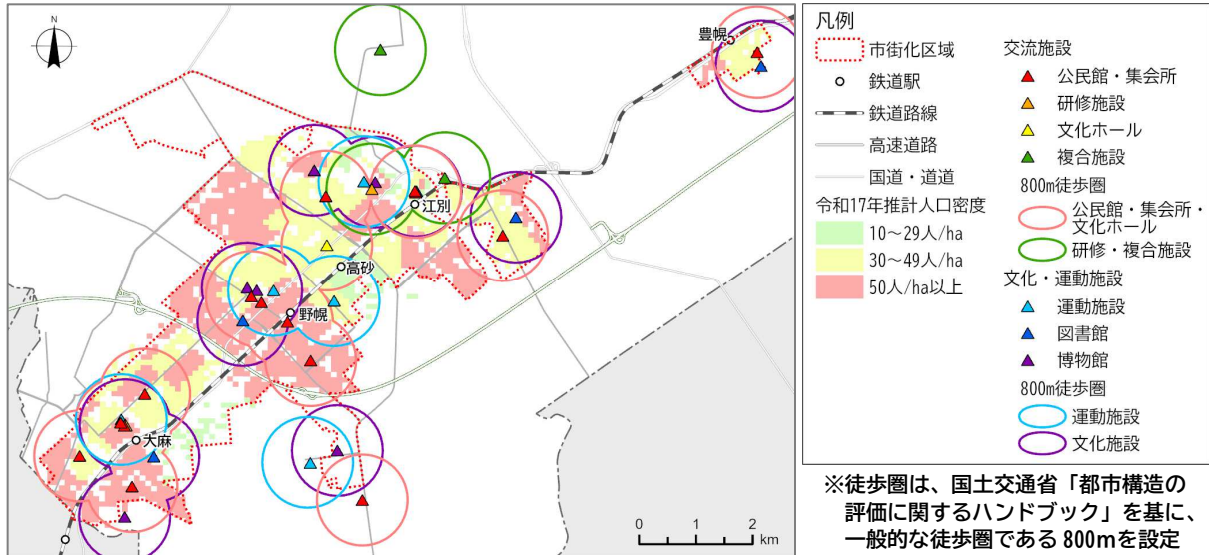 N
豊幌
江別
高砂
野幌
大麻
0 1 2
km
凡例
市街化区域
鉄道駅
鉄道路線
高速道路
国道・道道
令和17年推計人口密度
10～29人/ha
30～49人/ha
50人/ha以上
交流施設
公民館・集会所
研修施設
文化ホール
複合施設
800m徒歩圏
公民館・集会所・
文化ホール
研修・複合施設
文化・運動施設
運動施設
図書館
博物館
800m徒歩圏
運動施設
文化施設
※徒歩圏は、国土交通省「都市構造の
評価に関するハンドブック」を基に、
一般的な徒歩圏である 800mを設定